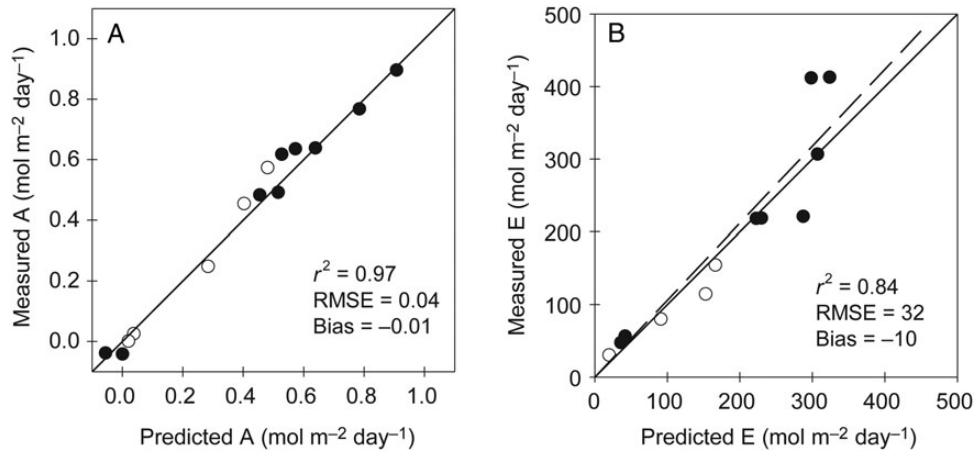 A
Measured A (mol m⁻² day⁻¹)
1.0
0.8
0.6
0.4
0.2
0.0
r² = 0.97
RMSE = 0.04
Bias = –0.01
0.0 0.2 0.4 0.6 0.8 1.0
Predicted A (mol m⁻² day⁻¹)
B
Measured E (mol m⁻² day⁻¹)
500
400
300
200
100
0
r² = 0.84
RMSE = 32
Bias = –10
0 100 200 300 400 500
Predicted E (mol m⁻² day⁻¹)